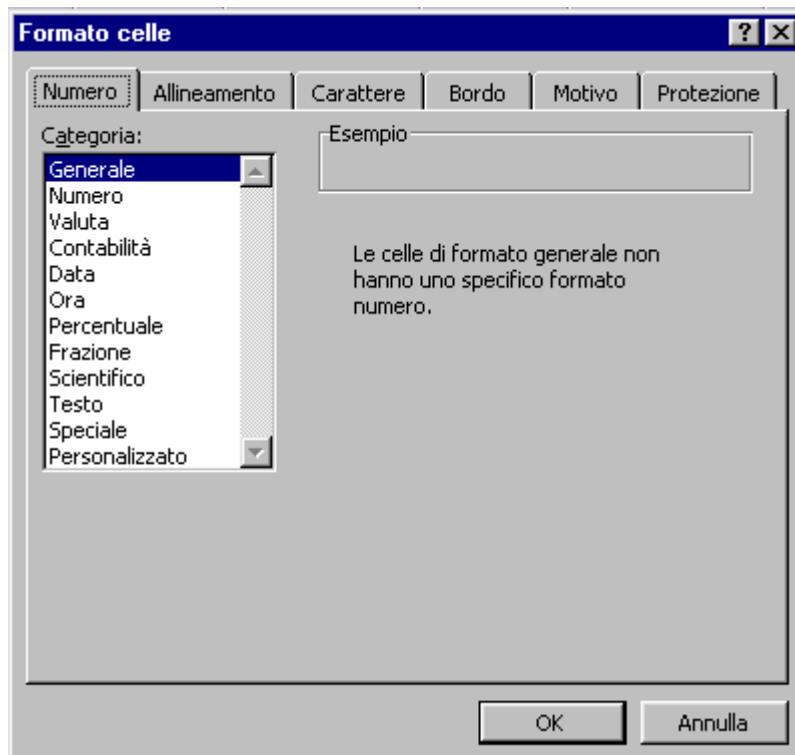 Formato celle
Numero Allineamento Carattere Bordo Motivo Protezione
Categoria:
Generale
Numero
Valuta
Contabilità
Data
Ora
Percentuale
Frazione
Scientifico
Testo
Speciale
Personalizzato
Esempio
Le celle di formato generale non
hanno uno specifico formato
numero.
OK Annulla